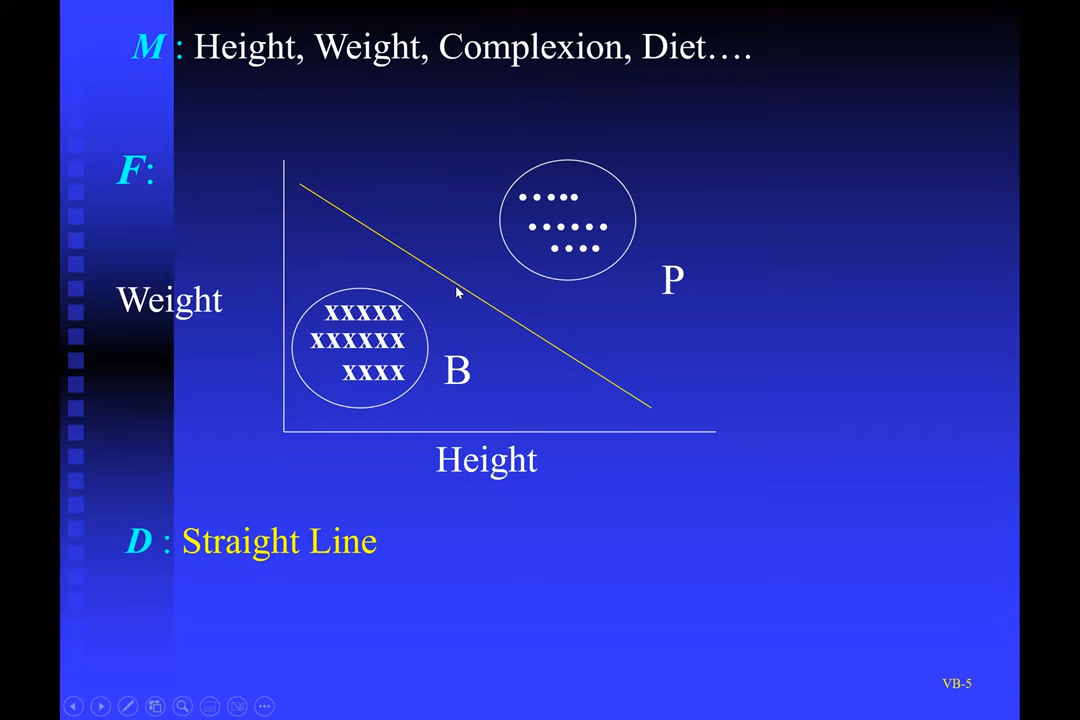 M : Height, Weight, Complexion, Diet….
F:
P
Weight
xxxxx
xxxxxx
xxxx
B
Height
D : Straight Line
VB-5